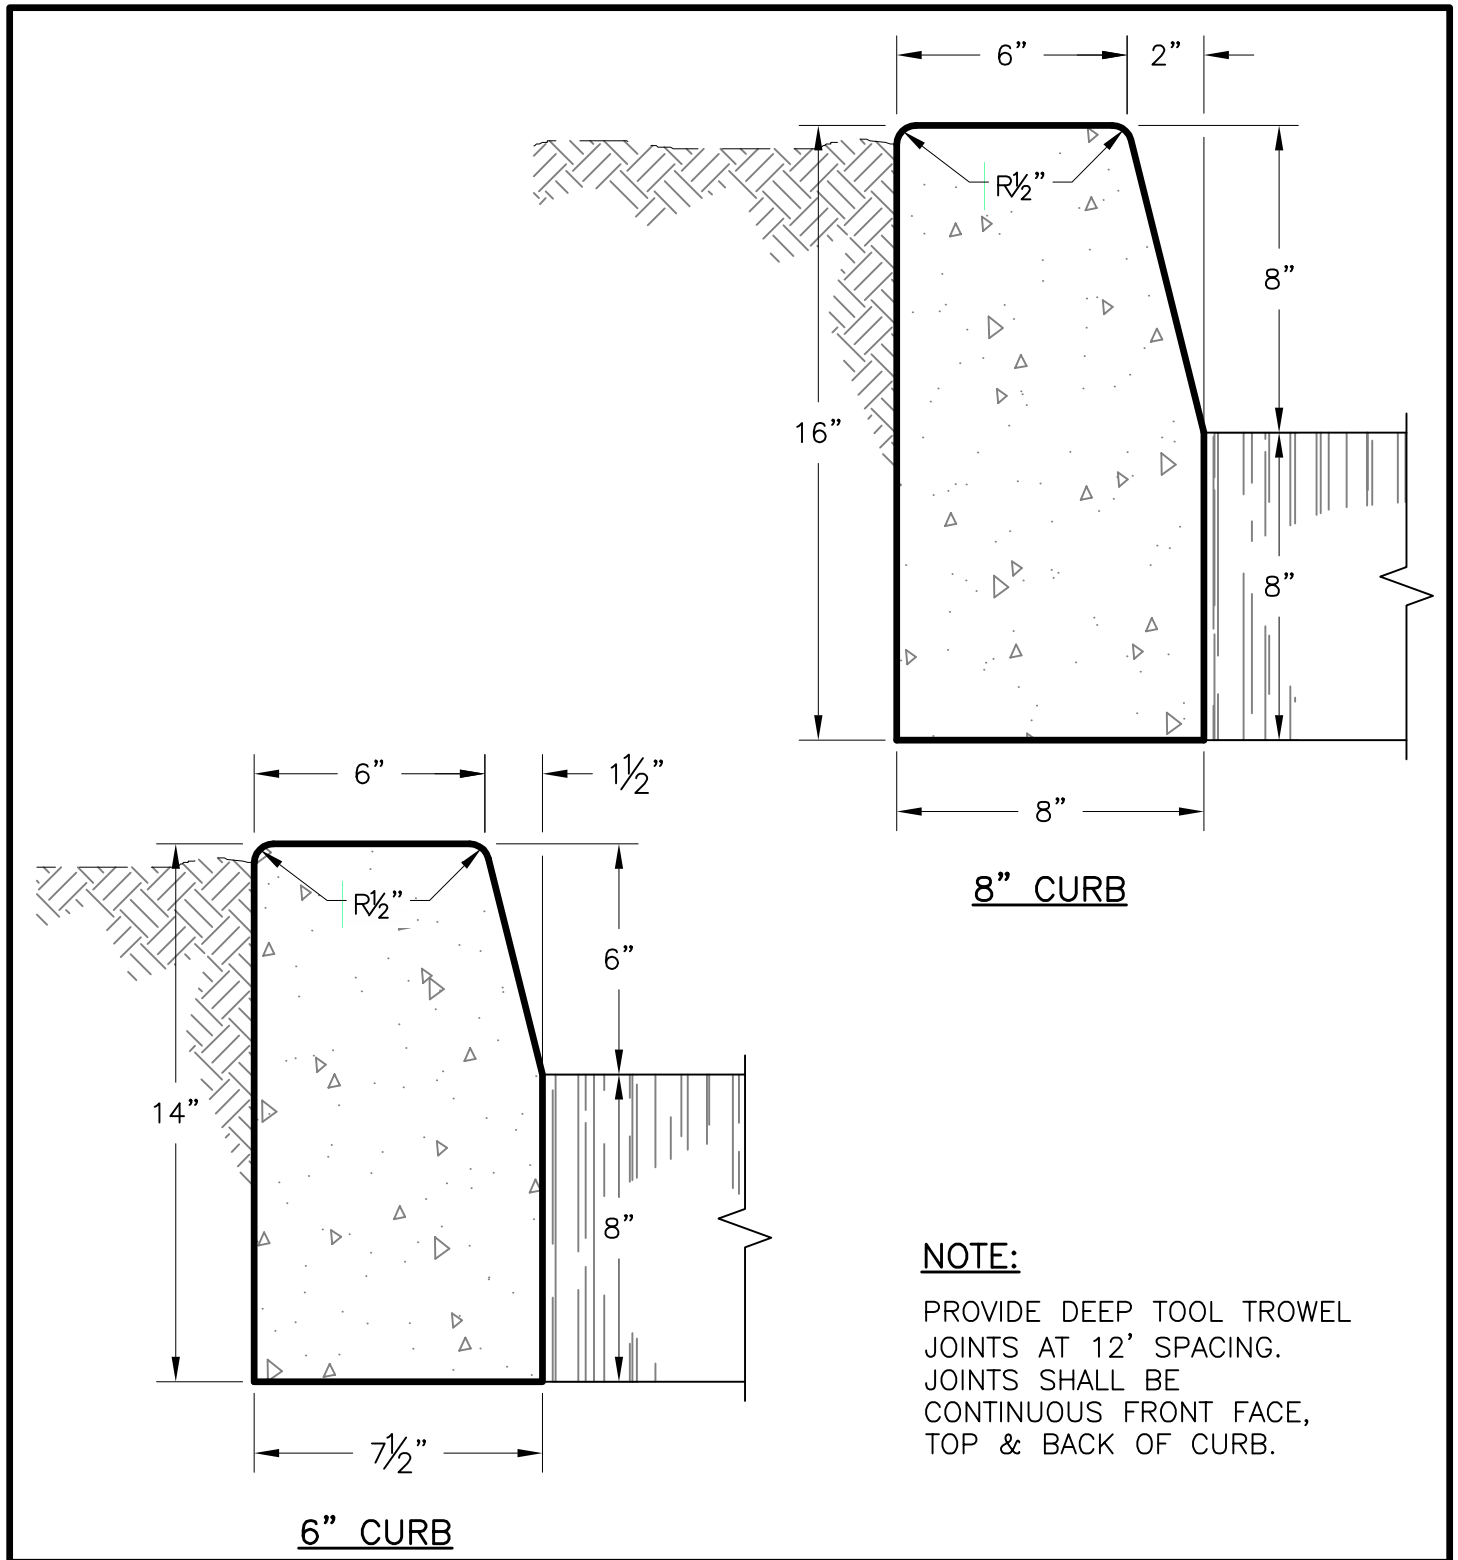 6” 2”
R½”
8”
16”
8”
8”
8” CURB
6” 1½”
R½”
6”
14”
8”
7½”
6” CURB
NOTE:
PROVIDE DEEP TOOL TROWEL
JOINTS AT 12’ SPACING.
JOINTS SHALL BE
CONTINUOUS FRONT FACE,
TOP & BACK OF CURB.